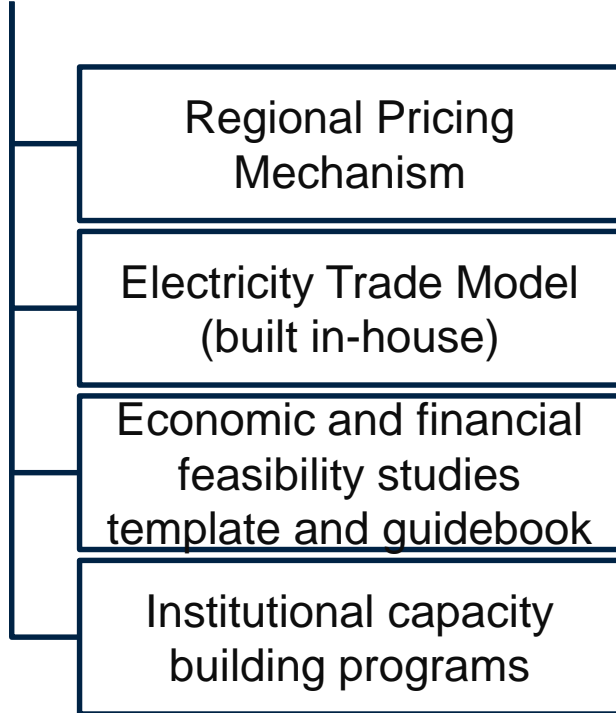 Regional Pricing
Mechanism
Electricity Trade Model
(built in-house)
Economic and financial
feasibility studies
template and guidebook
Institutional capacity
building programs